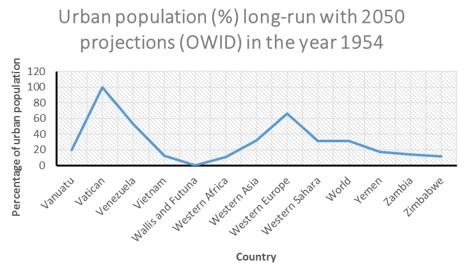 Urban population (%) long-run with 2050
projections (OWID) in the year 1954
Percentage of urban population
120
100
80
60
40
20
0
Vanuatu
Vatican
Venezuela
Vietnam
Wallis and Futuna
Western Africa
Western Asia
Western Europe
Western Sahara
World
Yemen
Zambia
Zimbabwe
Country